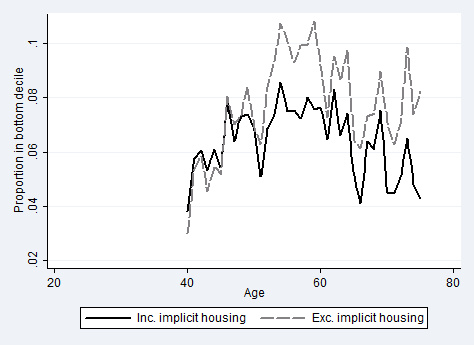 Proportion in bottom decile
.1
.08
.06
.04
.02
20
40
60
80
Age
Inc. implicit housing
Exc. implicit housing